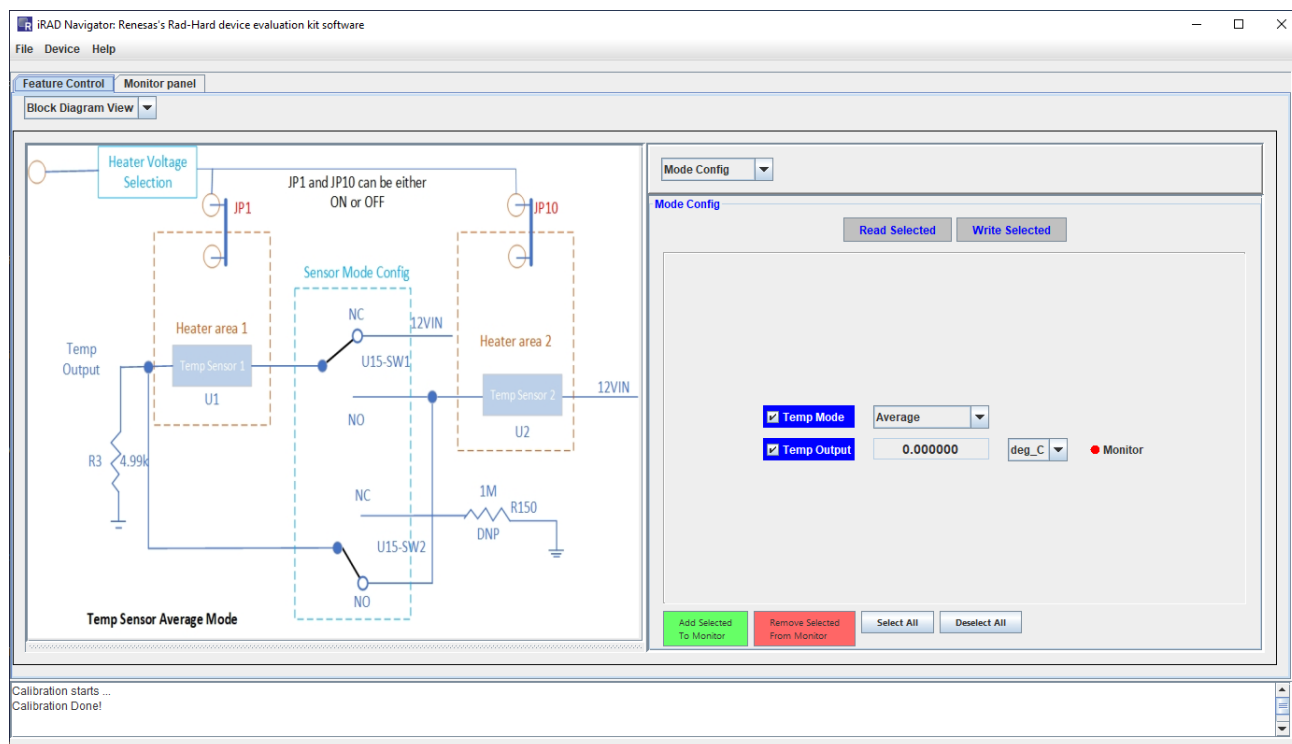 iRAD Navigator: Renesas's Rad-Hard device evaluation kit software
File Device Help
Feature Control Monitor panel
Block Diagram View
Heater Voltage
Selection
JP1 and JP10 can be either
ON or OFF
JP1
JP10
Sensor Mode Config
NC
12VIN
Heater area 1
Heater area 2
Temp
Output
Temp Sensor 1
U15-SW1
U1
Temp Sensor 2
12VIN
NO
U2
R3
4.99k
NC
1M
R150
DNP
U15-SW2
NO
Temp Sensor Average Mode
Mode Config
Mode Config
Read Selected Write Selected
Temp Mode Average
Temp Output 0.000000 deg_C Monitor
Add Selected
To Monitor
Remove Selected
From Monitor
Select All
Deselect All
Calibration starts ...
Calibration Done!